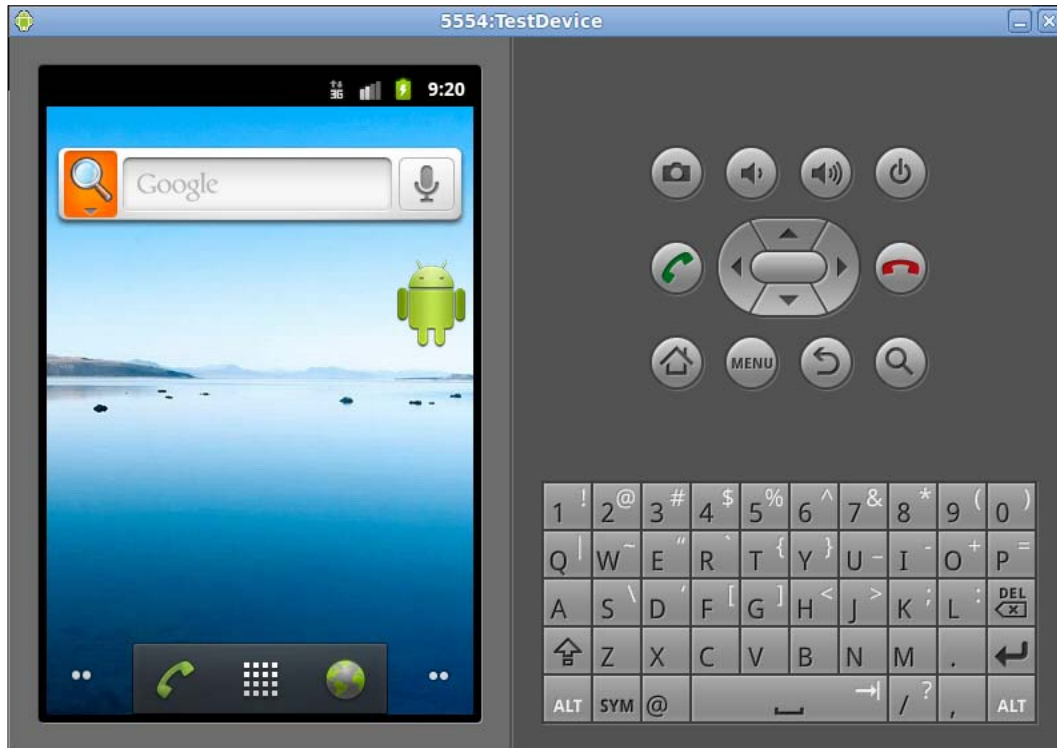 5554:TestDevice
3G 9:20
Google
MENU
1 ! 2 @ 3 # 4 $ 5 % 6 ^ 7 & 8 * 9 ( 0 )
Q | W ~ E " R ` T { Y } U _ I - O + P =
A S \ D ' F [ G ] H < J > K ; L : DEL
Z X C V B N M .
ALT SYM @ / ? , ALT